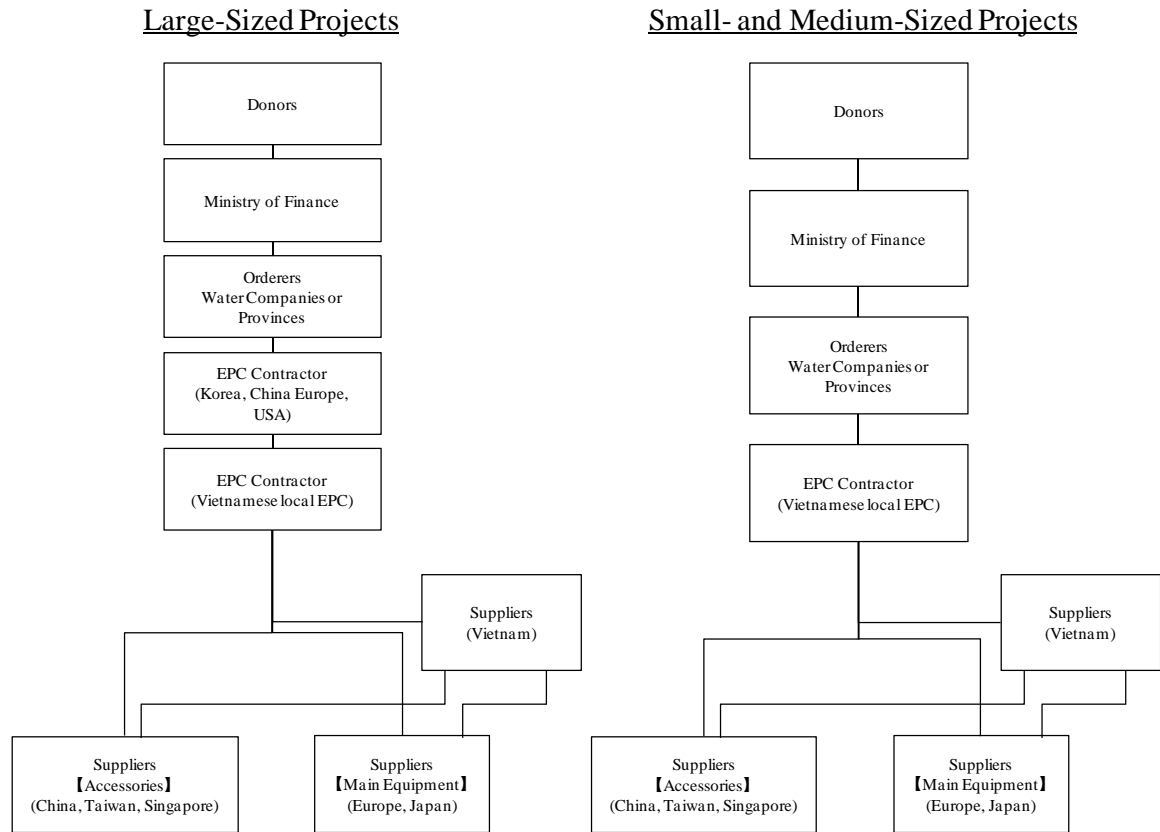 Large-Sized Projects
Donors
Ministry of Finance
Orderers
Water Companies or
Provinces
EPC Contractor
(Korea, China Europe,
USA)
EPC Contractor
(Vietnamese local EPC)
Suppliers
(Vietnam)
Suppliers
【Accessories】
(China, Taiwan, Singapore)
Suppliers
【Main Equipment】
(Europe, Japan)
Small- and Medium-Sized Projects
Donors
Ministry of Finance
Orderers
Water Companies or
Provinces
EPC Contractor
(Vietnamese local EPC)
Suppliers
(Vietnam)
Suppliers
【Accessories】
(China, Taiwan, Singapore)
Suppliers
【Main Equipment】
(Europe, Japan)